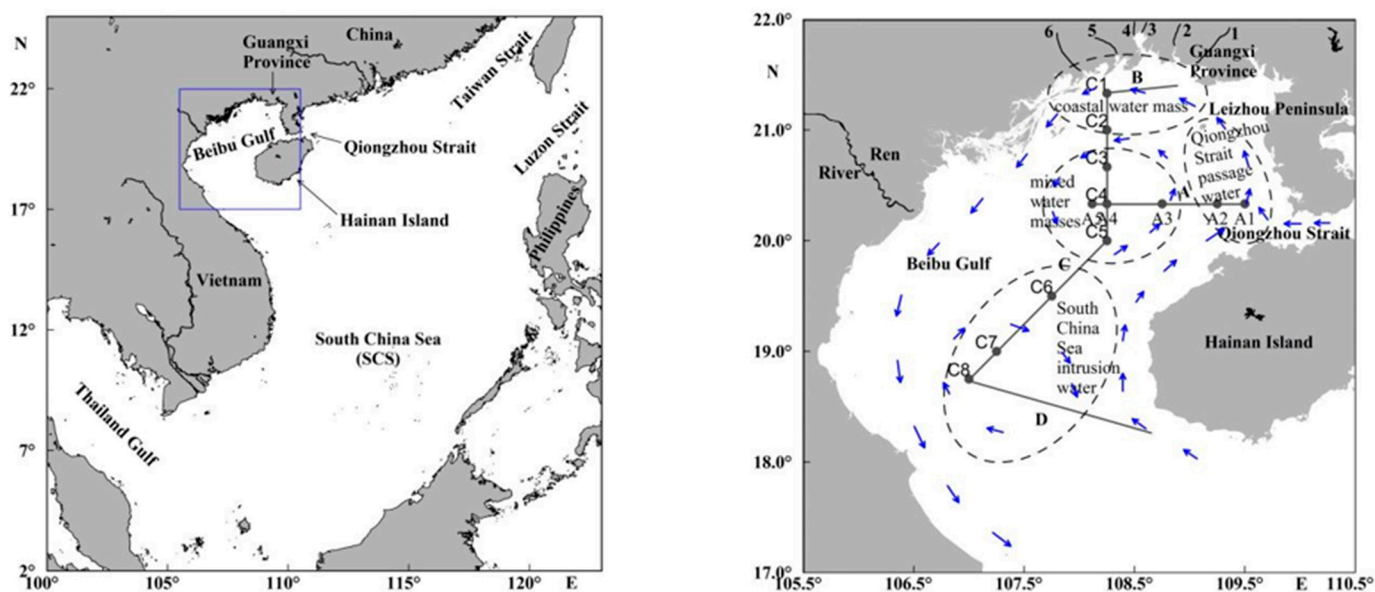 N
22°
17°
12°
7°
2°
100°
105°
110°
115°
120°
E
China
Guangxi
Province
Taiwan Strait
Luzon Strait
Beibu Gulf
Qiongzhou Strait
Hainan Island
Philippines
Vietnam
South China Sea
(SCS)
Thailand Gulf
22.0°
N
21.0°
20.0°
19.0°
18.0°
17.0°
105.5°
106.5°
107.5°
108.5°
109.5°
E
110.5°
6
5
4
3
2
1
Guangxi
Province
B
C1
coastal water mass
Leizhou Peninsula
C2
Qiongzhou
Strait
passage
water
Ren
River
C3
mixed
water
masses
C4
A
A5
A4
A3
A2
A1
C5
Qiongzhou Strait
Beibu Gulf
C
C6
South
China
Sea
intrusion
water
C7
C8
Hainan Island
D